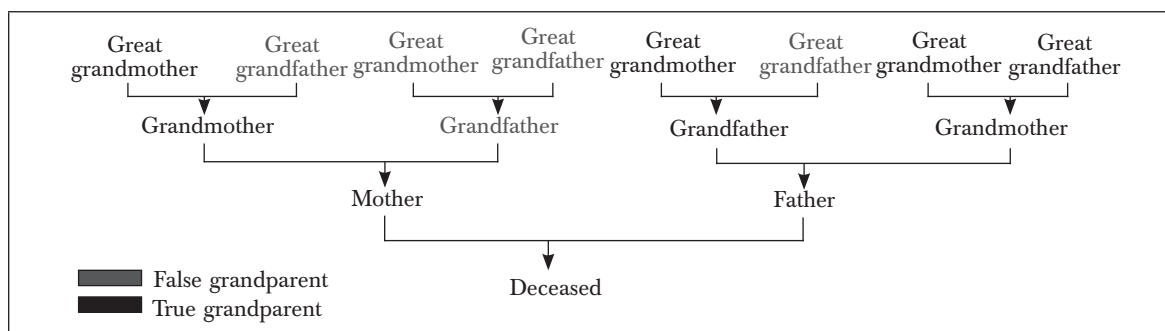 Great grandmother
Great grandfather
Great grandmother
Great grandfather
Great grandmother
Great grandfather
Great grandmother
Great grandfather
Grandmother
Grandfather
Grandfather
Grandmother
Mother
Father
Deceased
False grandparent
True grandparent